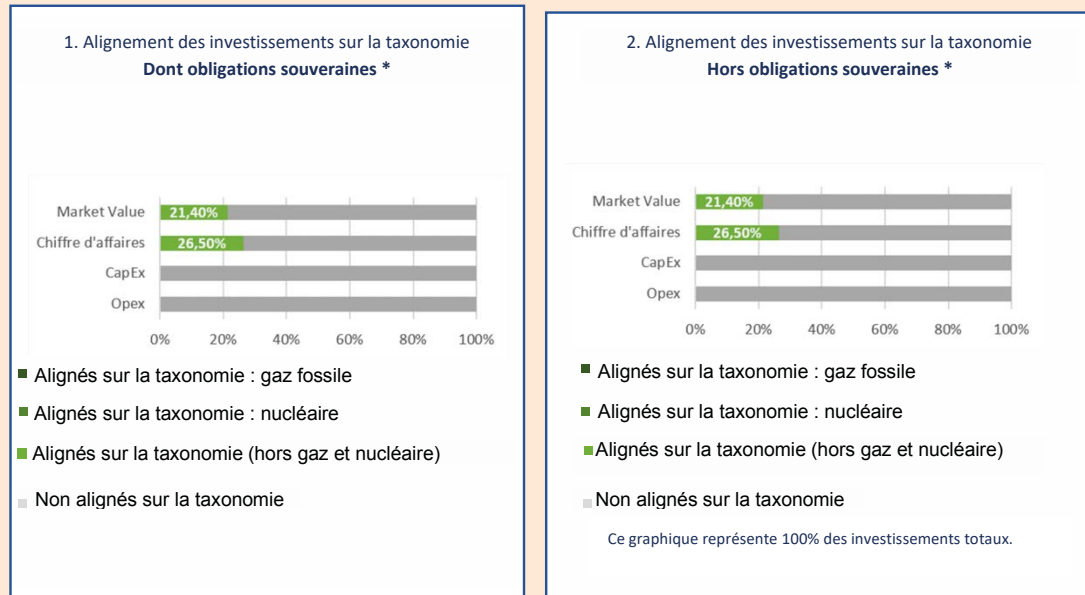 1. Alignement des investissements sur la taxonomie
Dont obligations souveraines *
Market Value
21,40%
Chiffre d'affaires
26,50%
CapEx
Opex
0% 20% 40% 60% 80% 100%
Alignés sur la taxonomie : gaz fossile
Alignés sur la taxonomie : nucléaire
Alignés sur la taxonomie (hors gaz et nucléaire)
Non alignés sur la taxonomie
2. Alignement des investissements sur la taxonomie
Hors obligations souveraines *
Market Value
21,40%
Chiffre d'affaires
26,50%
CapEx
Opex
0% 20% 40% 60% 80% 100%
Alignés sur la taxonomie : gaz fossile
Alignés sur la taxonomie : nucléaire
Alignés sur la taxonomie (hors gaz et nucléaire)
Non alignés sur la taxonomie
Ce graphique représente 100% des investissements totaux.